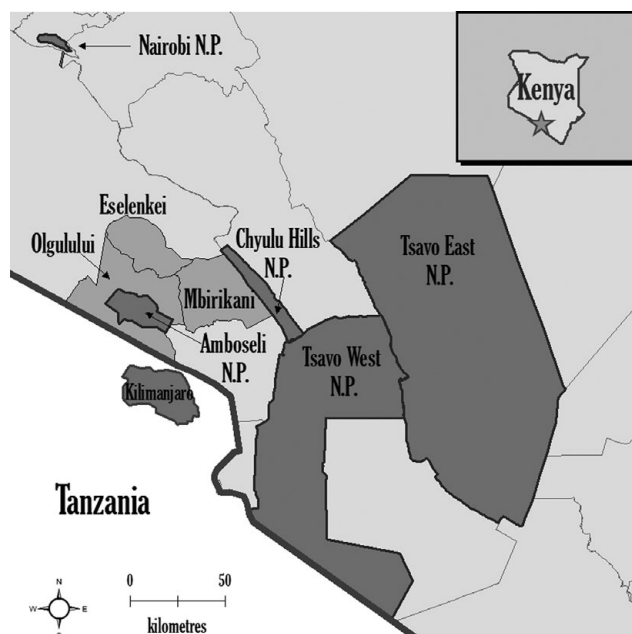 Nairobi N.P.
Kenya
Eselenkei
Olgulului
Chyulu Hills
N.P.
Tsavo East
N.P.
Mbirikani
Amboseli
N.P.
Tsavo West
N.P.
Kilimanjaro
Tanzania
N
W
E
S
0
50
kilometres